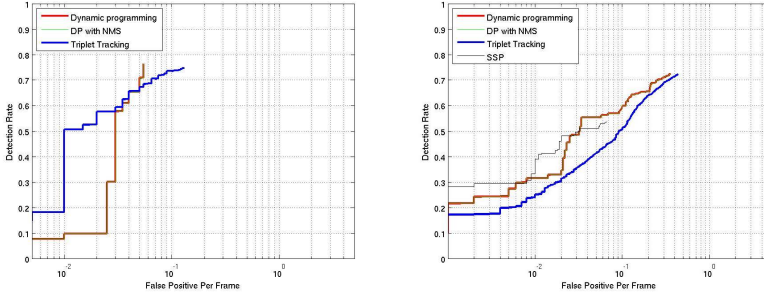 Dynamic programming
DP with NMS
Triplet Tracking
1
0.9
0.8
0.7
0.6
0.5
0.4
0.3
0.2
0.1
0
Detection Rate
10^-2
10^-1
10^0
False Positive Per Frame
Dynamic programming
DP with NMS
Triplet Tracking
SSP
1
0.9
0.8
0.7
0.6
0.5
0.4
0.3
0.2
0.1
0
Detection Rate
10^-2
10^-1
10^0
False Positive Per Frame